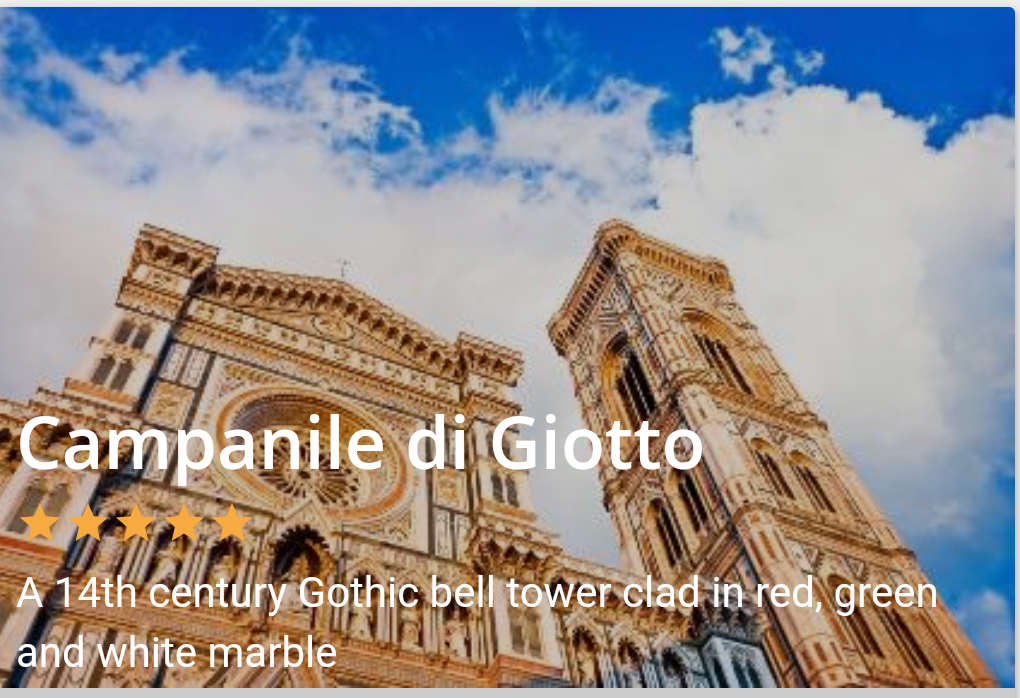 Campanile di Giotto
A 14th century Gothic bell tower clad in red, green
and white marble